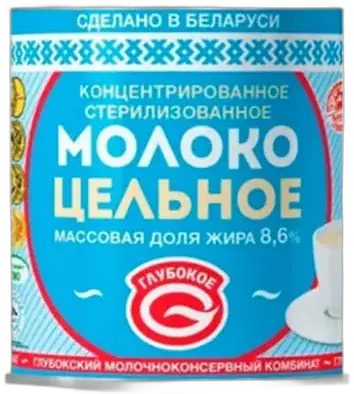 СДЕЛАНО В БЕЛАРУСИ
КОНЦЕНТРИРОВАННОЕ
СТЕРИЛИЗОВАННОЕ
МОЛОКО
ЦЕЛЬНОЕ
МАССОВАЯ ДОЛЯ ЖИРА 8,6%
ГЛУБОКОЕ
ГЛУБОКСКИЙ МОЛОЧНОКОНСЕРВНЫЙ КОМБИНАТ